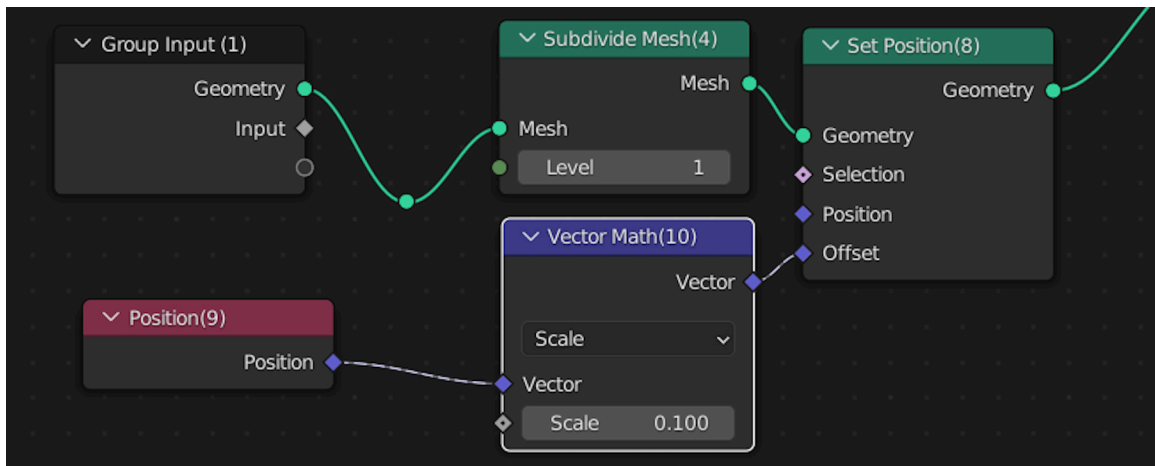 Group Input (1)
Geometry
Input
Subdivide Mesh(4)
Mesh
Mesh
Level 1
Set Position(8)
Geometry
Geometry
Selection
Position
Offset
Position(9)
Position
Vector Math(10)
Vector
Scale
Vector
Scale 0.100